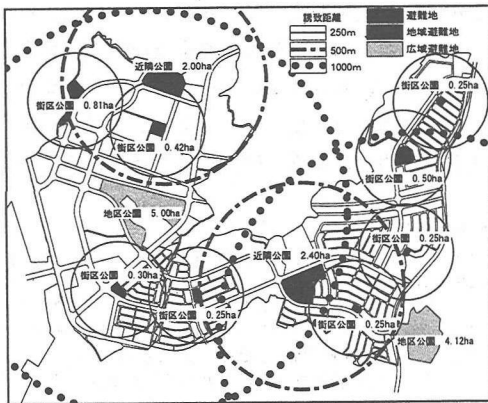 誘致距離
250m
500m
1000m
避難地
地域避難地
広域避難地
近隣公園 2.00ha
街区公園 0.81ha
街区公園 0.42ha
街区公園 0.25ha
街区公園 0.50ha
地区公園 5.00ha
街区公園 0.25ha
近隣公園 2.40ha
街区公園 0.30ha
街区公園 0.25ha
街区公園 0.25ha
地区公園 4.12ha